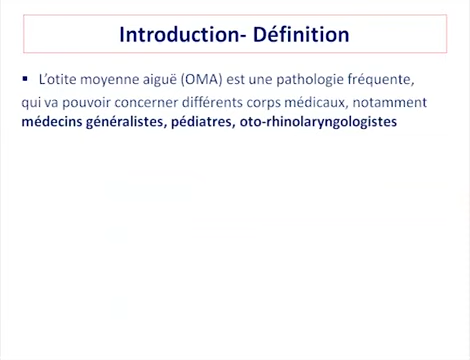 Introduction- Définition
▪ L'otite moyenne aiguë (OMA) est une pathologie fréquente,
qui va pouvoir concerner différents corps médicaux, notamment
médecins généralistes, pédiatres, oto-rhinolaryngologistes